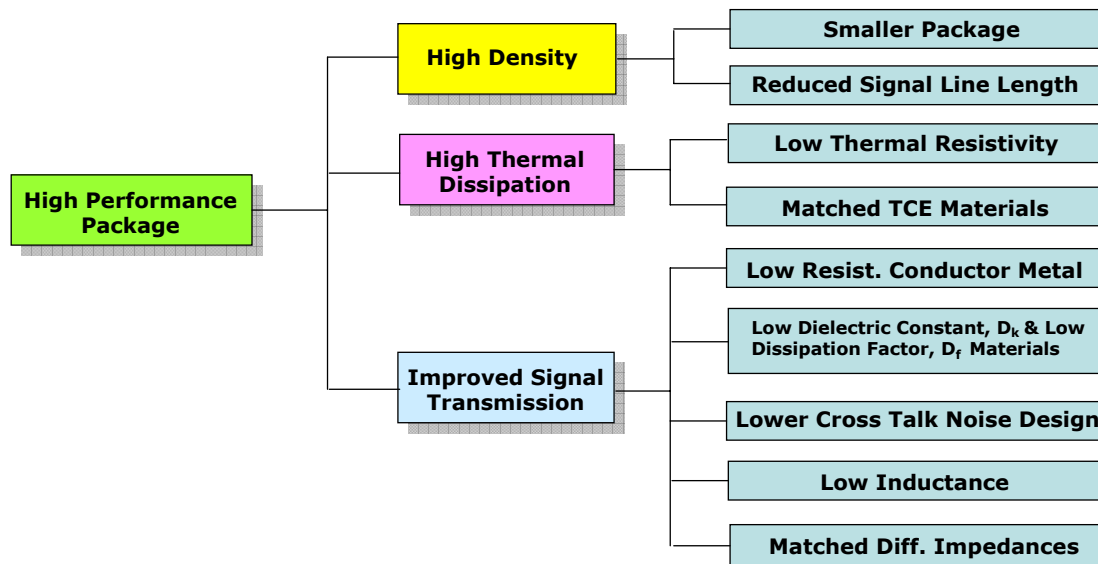 High Performance
Package
High Density
Smaller Package
Reduced Signal Line Length
High Thermal
Dissipation
Low Thermal Resistivity
Matched TCE Materials
Improved Signal
Transmission
Low Resist. Conductor Metal
Low Dielectric Constant, Dk & Low
Dissipation Factor, Df Materials
Lower Cross Talk Noise Design
Low Inductance
Matched Diff. Impedances